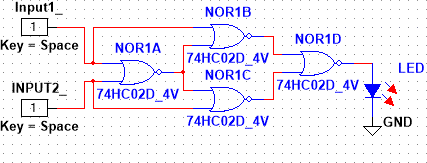 Input1_
1
Key = Space
INPUT2_
1
Key = Space
NOR1A
74HC02D_4V
NOR1B
74HC02D_4V
NOR1C
74HC02D_4V
NOR1D
74HC02D_4V
LED
GND